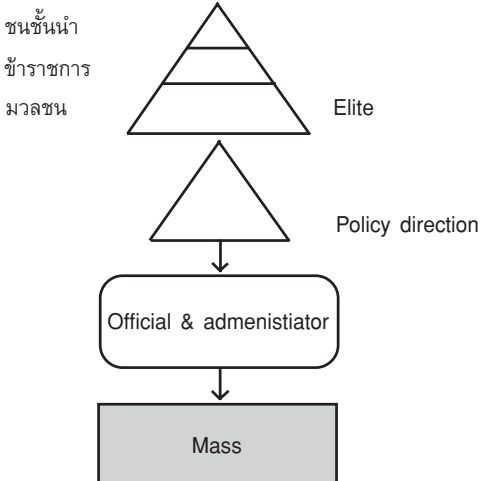 ชนชั้นนำ
ข้าราชการ
มวลชน
Elite
Policy direction
Official & admenistiator
Mass